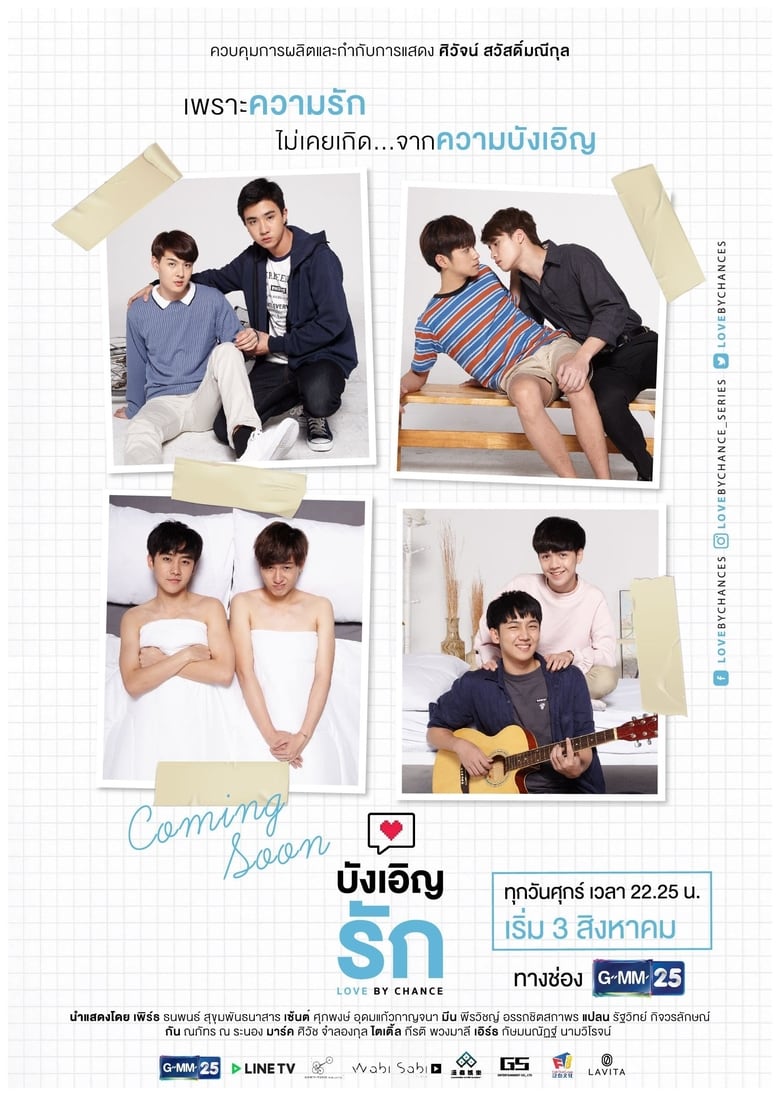 ควบคุมการผลิตและกำกับการแสดง ศิวัจน์ สวัสดิ์มณีกุล
เพราะความรัก
ไม่เคยเกิด...จากความบังเอิญ
LOVEBYCHANCES
LOVEBYCHANCE_SERIES
LOVEBYCHANCES
Coming
Soon
บังเอิญ
รัก
LOVE BY CHANCE
ทุกวันศุกร์ เวลา 22.25 น.
เริ่ม 3 สิงหาคม
ทางช่อง GMM 25
นำแสดงโดย เพิร์ธ ธนพนธ์ สุขุมพันธนาสาร เซ้นต์ ศุภพงษ์ อุดมแก้วกาญจนา มีน พีรวิชญ์ อรรถชิตสถาพร แปลน รัฐวิทย์ กิจวรลักษณ์
กัน ณภัทร ณ ระนอง มาร์ค ศิวัช จำลองกุล ไตเติ้ล กีรติ พวงมาลี เอิร์ธ กัษมนณัฏฐ์ นามวิโรจน์
GMM 25 LINE TV Wabi Sabi GS ENTERTAINMENT CO.,LTD LAVITA